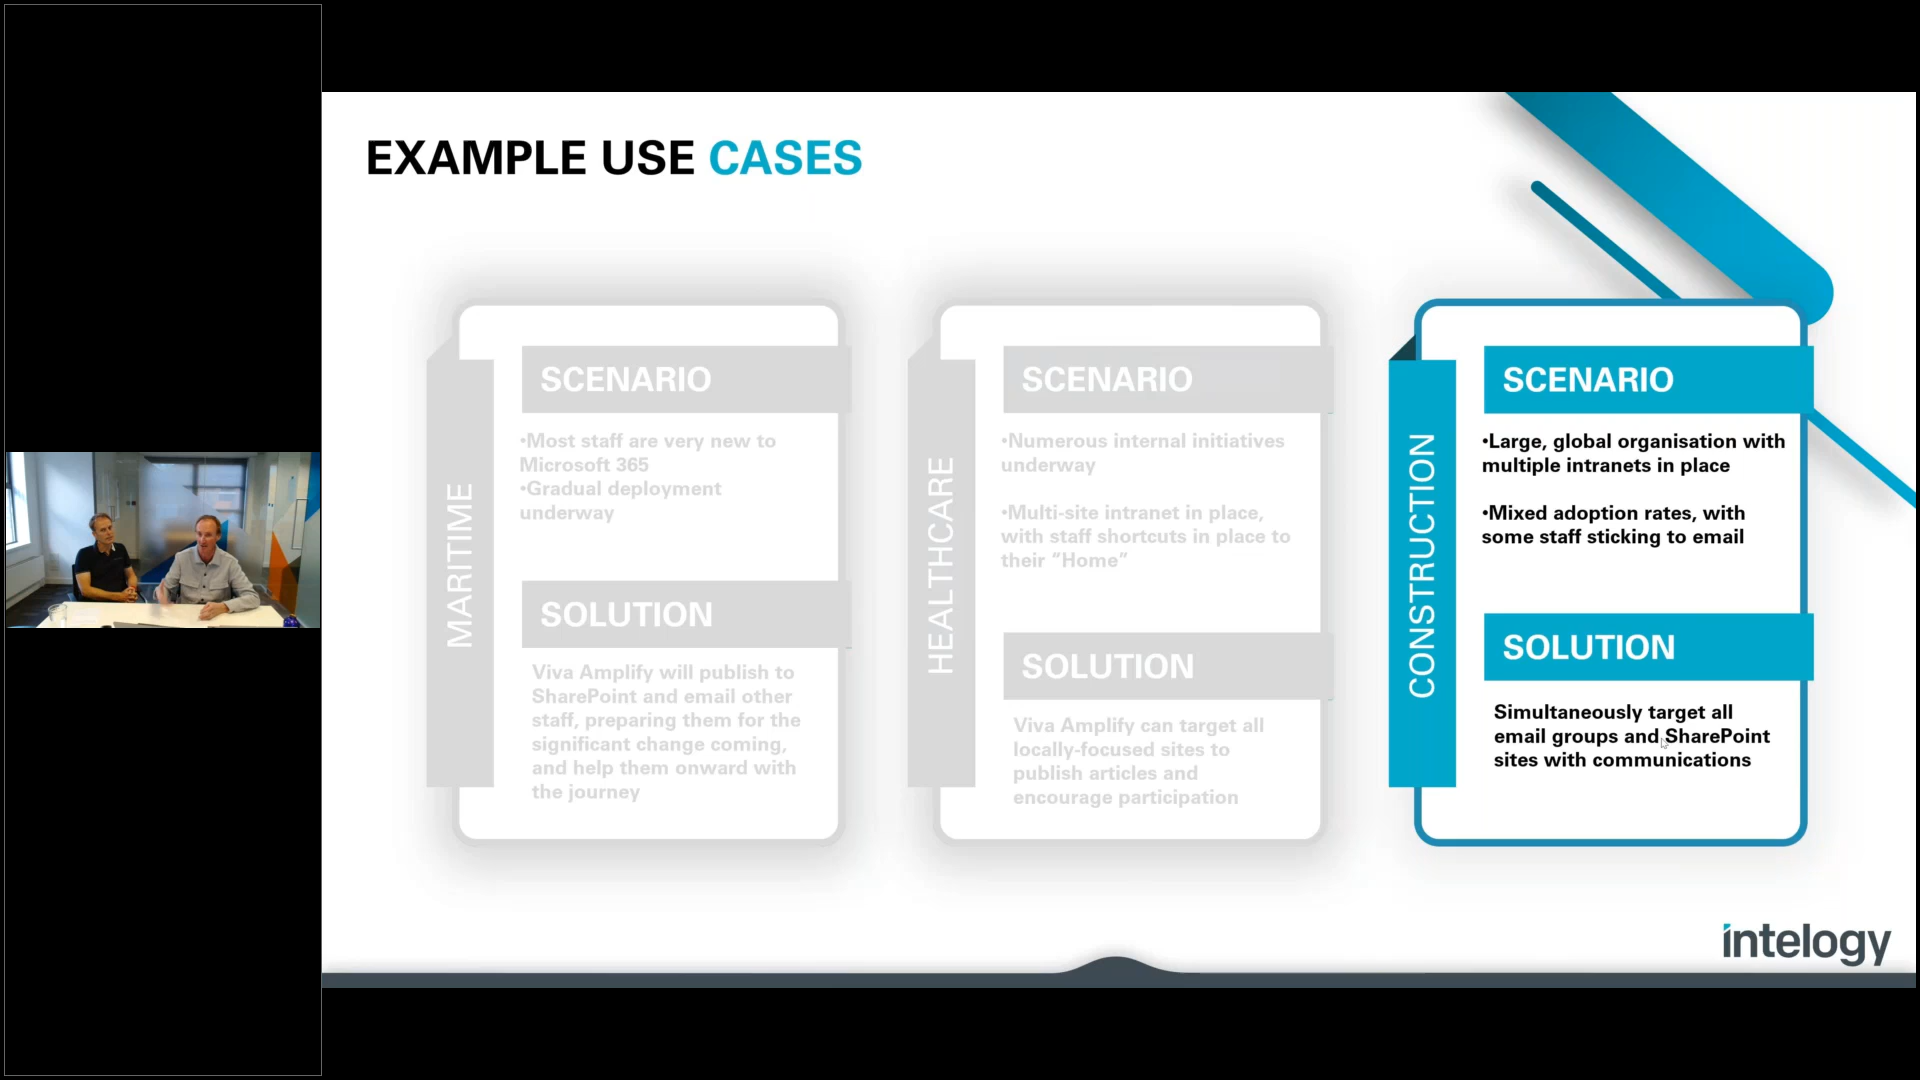 EXAMPLE USE CASES
MARITIME
SCENARIO
•Most staff are very new to
Microsoft 365
•Gradual deployment
underway
SOLUTION
Viva Amplify will publish to
SharePoint and email other
staff, preparing them for the
significant change coming,
and help them onward with
the journey
HEALTHCARE
SCENARIO
•Numerous internal initiatives
underway
•Multi-site intranet in place,
with staff shortcuts in place to
their “Home”
SOLUTION
Viva Amplify can target all
locally-focused sites to
publish articles and
encourage participation
CONSTRUCTION
SCENARIO
•Large, global organisation with
multiple intranets in place
•Mixed adoption rates, with
some staff sticking to email
SOLUTION
Simultaneously target all
email groups and SharePoint
sites with communications
intelogy